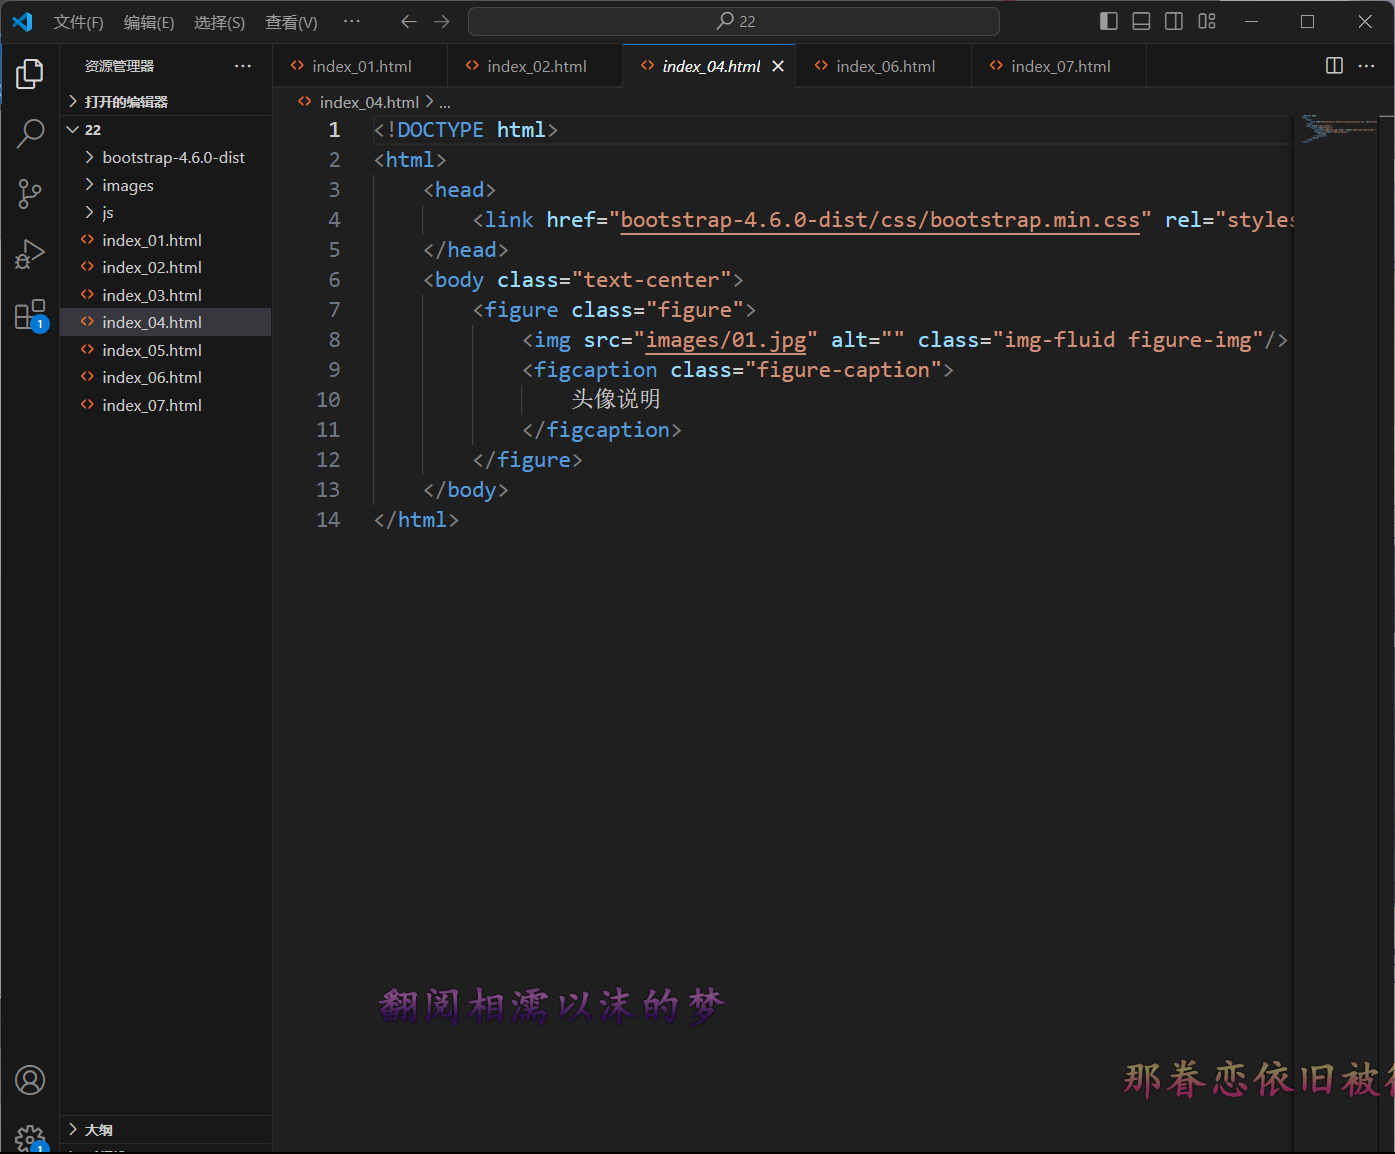 文件(F) 编辑(E) 选择(S) 查看(V) ··· 22
资源管理器 ···
打开的编辑器
22
bootstrap-4.6.0-dist
images
js
index_01.html
index_02.html
index_03.html
index_04.html
index_05.html
index_06.html
index_07.html
大纲
1
1
index_01.html index_02.html index_04.html index_06.html index_07.html
index_04.html > ...
1 <!DOCTYPE html>
2 <html>
3 <head>
4 <link href="bootstrap-4.6.0-dist/css/bootstrap.min.css" rel="styles
5 </head>
6 <body class="text-center">
7 <figure class="figure">
8 <img src="images/01.jpg" alt="" class="img-fluid figure-img"/>
9 <figcaption class="figure-caption">
10 头像说明
11 </figcaption>
12 </figure>
13 </body>
14 </html>
翻阅相濡以沫的梦
那眷恋依旧被